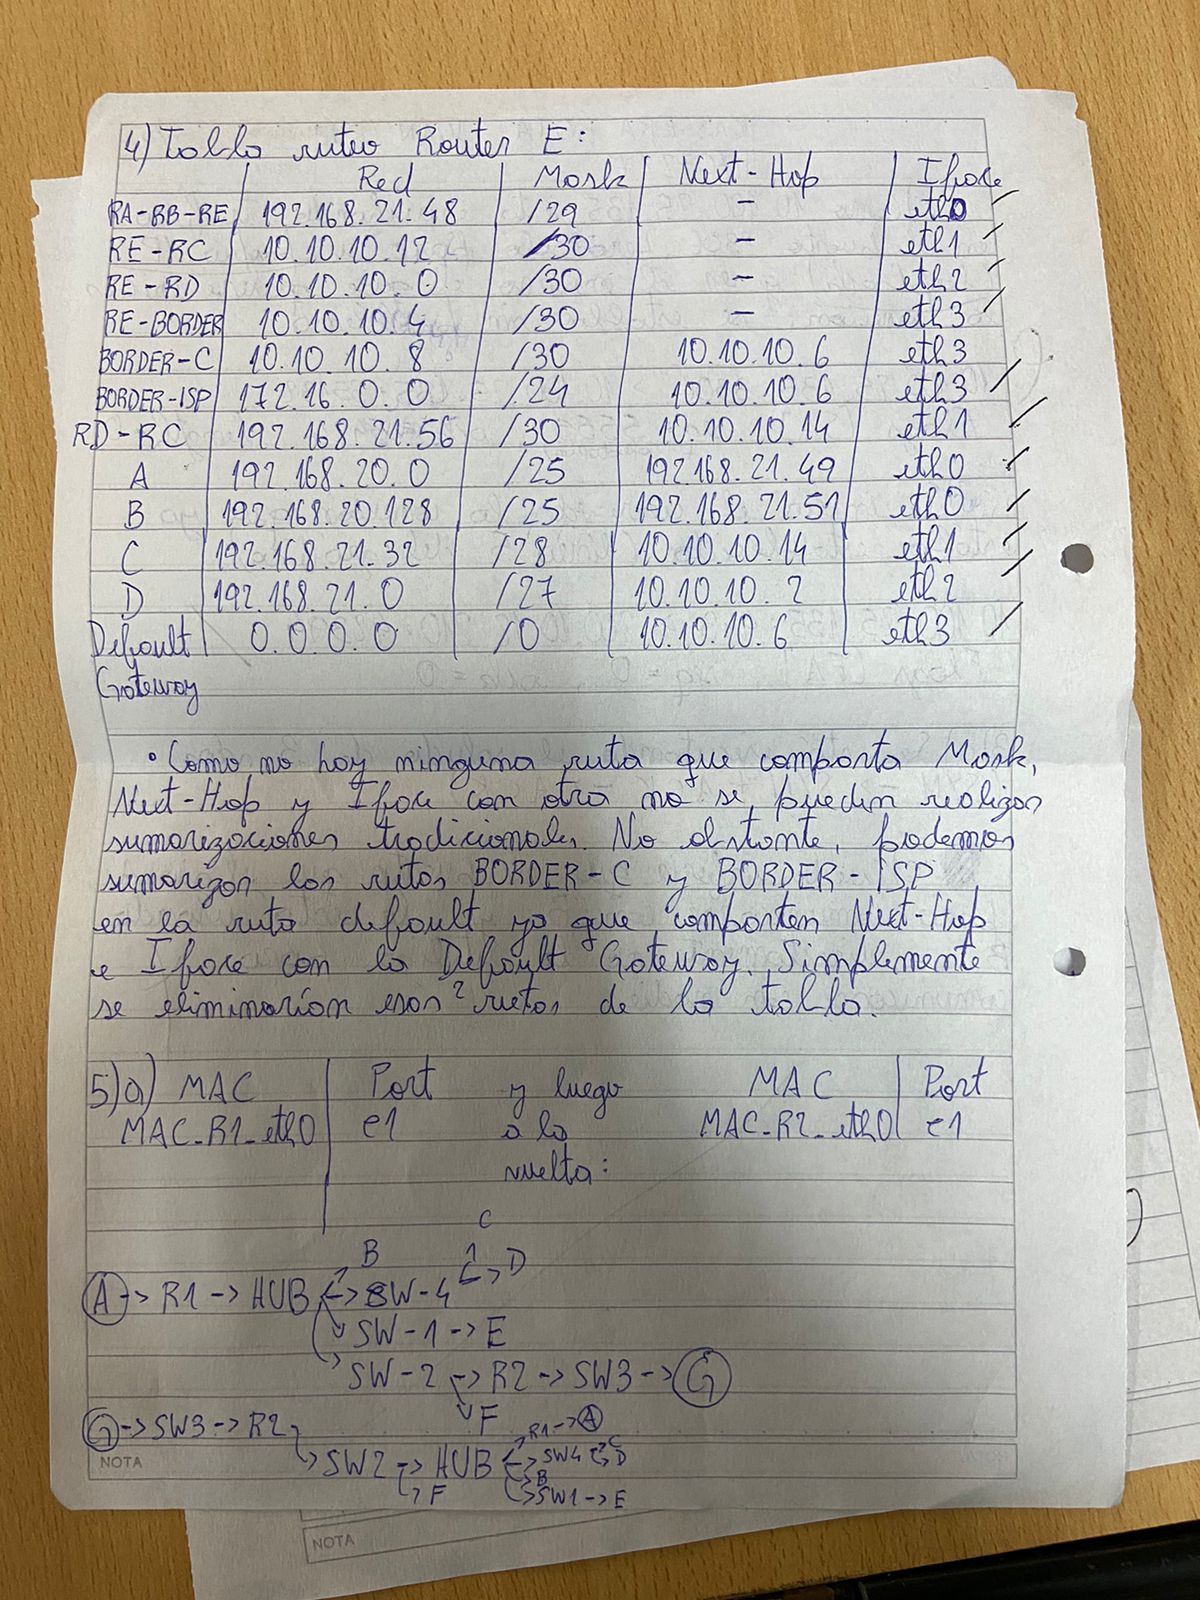 4) Tabla ruteo Router E:
Red Mask Next-Hop Iface
RA-RB-RE 192.168.21.48 /29 - eth0
RE-RC 10.10.10.12 /30 - eth1
RE-RD 10.10.10.0 /30 - eth2
RE-BORDER 10.10.10.4 /30 - eth3
BORDER-C 10.10.10.8 /30 10.10.10.6 eth3
BORDER-ISP 172.16.0.0 /24 10.10.10.6 eth3
RD-RC 192.168.21.56 /30 10.10.10.14 eth1
A 192.168.20.0 /25 192.168.21.49 eth0
B 192.168.20.128 /25 192.168.21.51 eth0
C 192.168.21.32 /28 10.10.10.14 eth1
D 192.168.21.0 /27 10.10.10.2 eth2
Default 0.0.0.0 /0 10.10.10.6 eth3
Gateway
• Como no hay ninguna ruta que comparta Mask,
Next-Hop y Iface con otra no se pueden realizar
sumarizaciones tradicionales. No obstante, podemos
sumarizar las rutas BORDER-C y BORDER-ISP
en la ruta default ya que comparten Next-Hop
e Iface con la Default Gateway. Simplemente
se eliminarían esas 2 rutas de la tabla.
5)a) MAC Port y luego MAC Port
MAC_R1_eth0 e1 a la MAC_R2_eth0 e1
vuelta:
C
B 1 D
A -> R1 -> HUB -> SW-4
SW-1 -> E
SW-2 -> R2 -> SW3 -> G
F
G -> SW3 -> R2
R1 -> A
SW2 -> HUB SW4 C D
F B
SW1 -> E
NOTA
NOTA